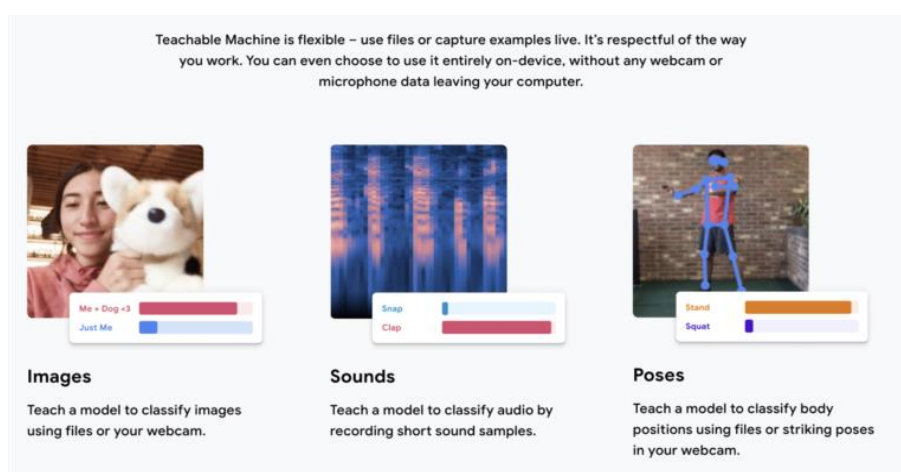 Teachable Machine is flexible – use files or capture examples live. It's respectful of the way
you work. You can even choose to use it entirely on-device, without any webcam or
microphone data leaving your computer.
Me + Dog <3
Just Me
Snap
Clap
Stand
Squat
Images
Teach a model to classify images
using files or your webcam.
Sounds
Teach a model to classify audio by
recording short sound samples.
Poses
Teach a model to classify body
positions using files or striking poses
in your webcam.